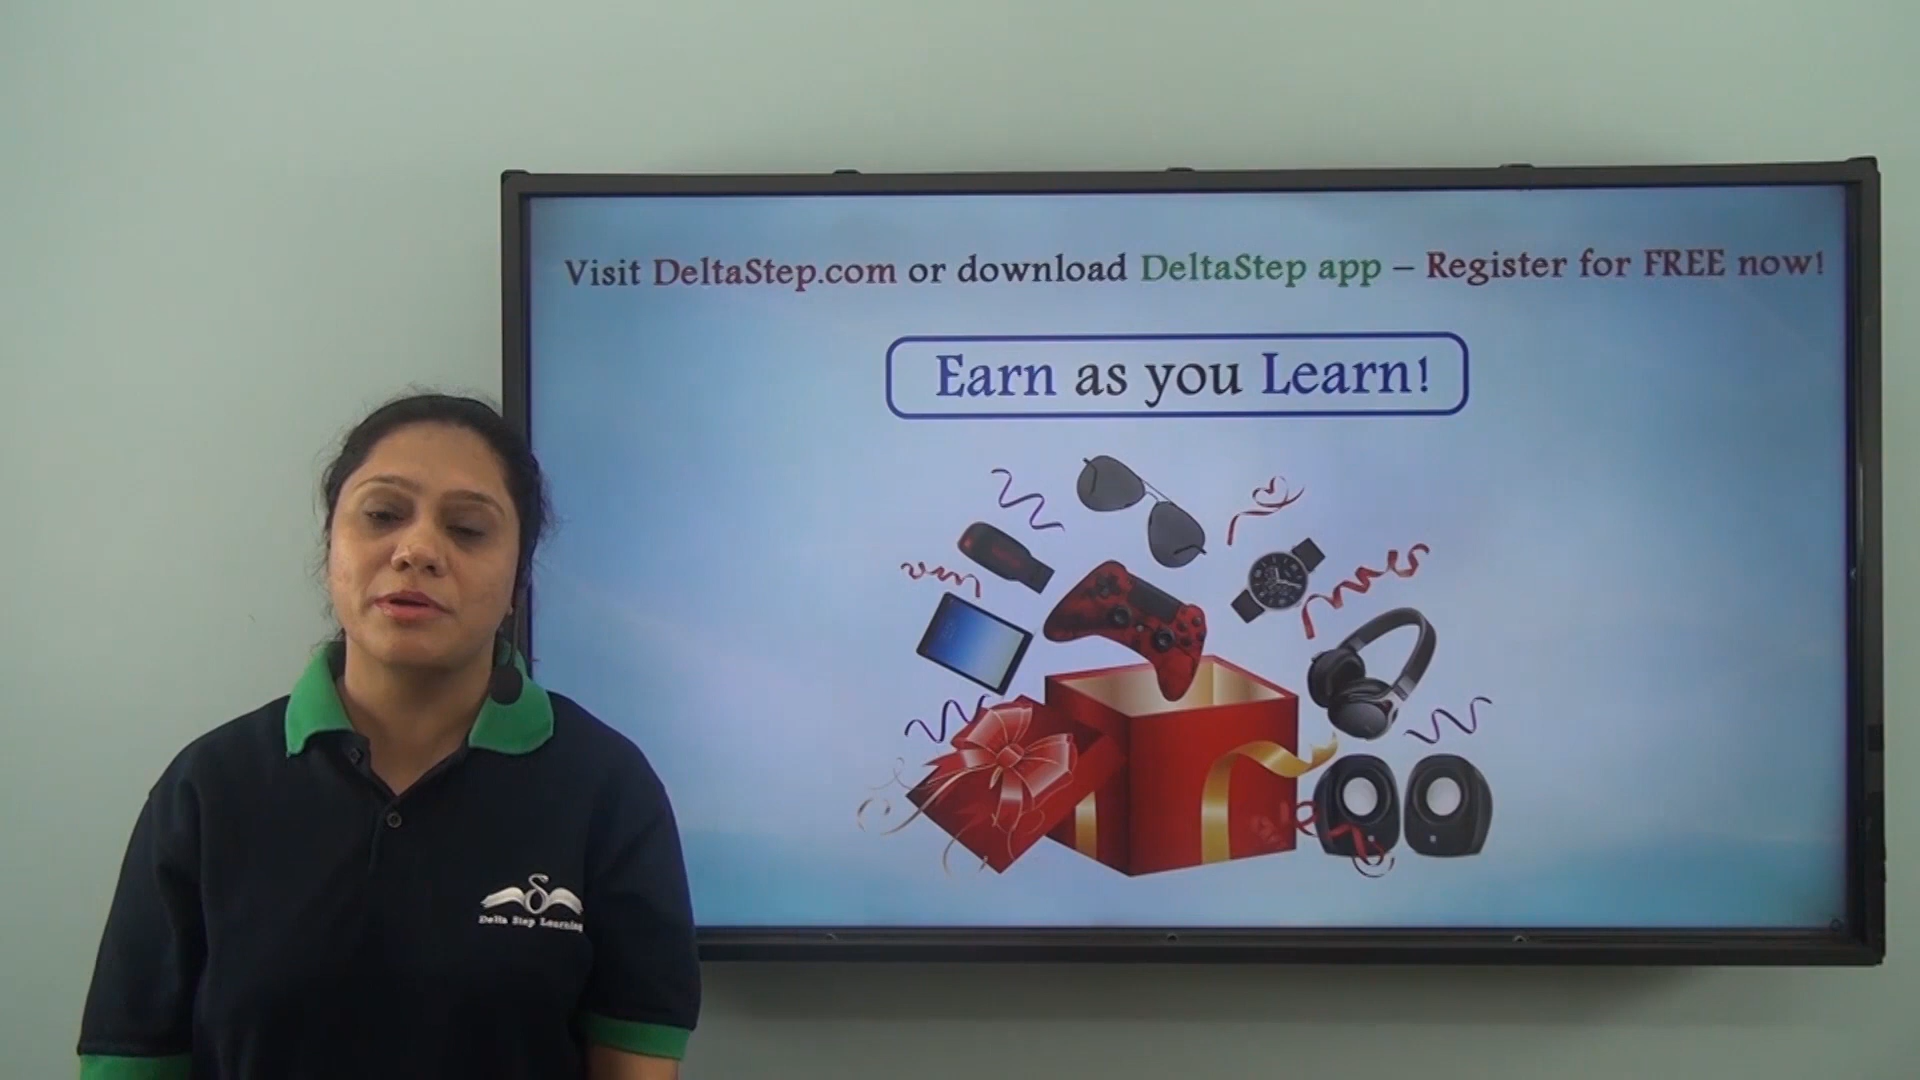 Visit DeltaStep.com or download DeltaStep app – Register for FREE now!
Earn as you Learn!
Delta Step Learning